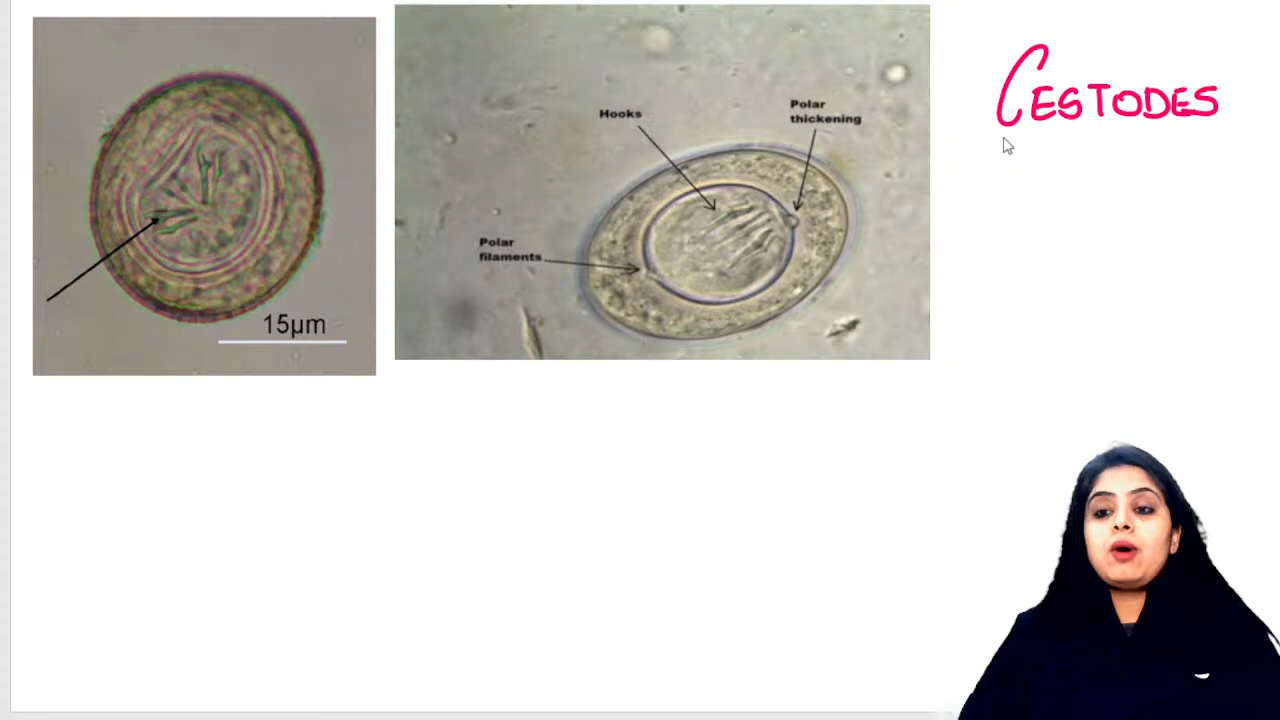 Hooks
Polar
thickening
CESTODES
Polar
filaments
15µm